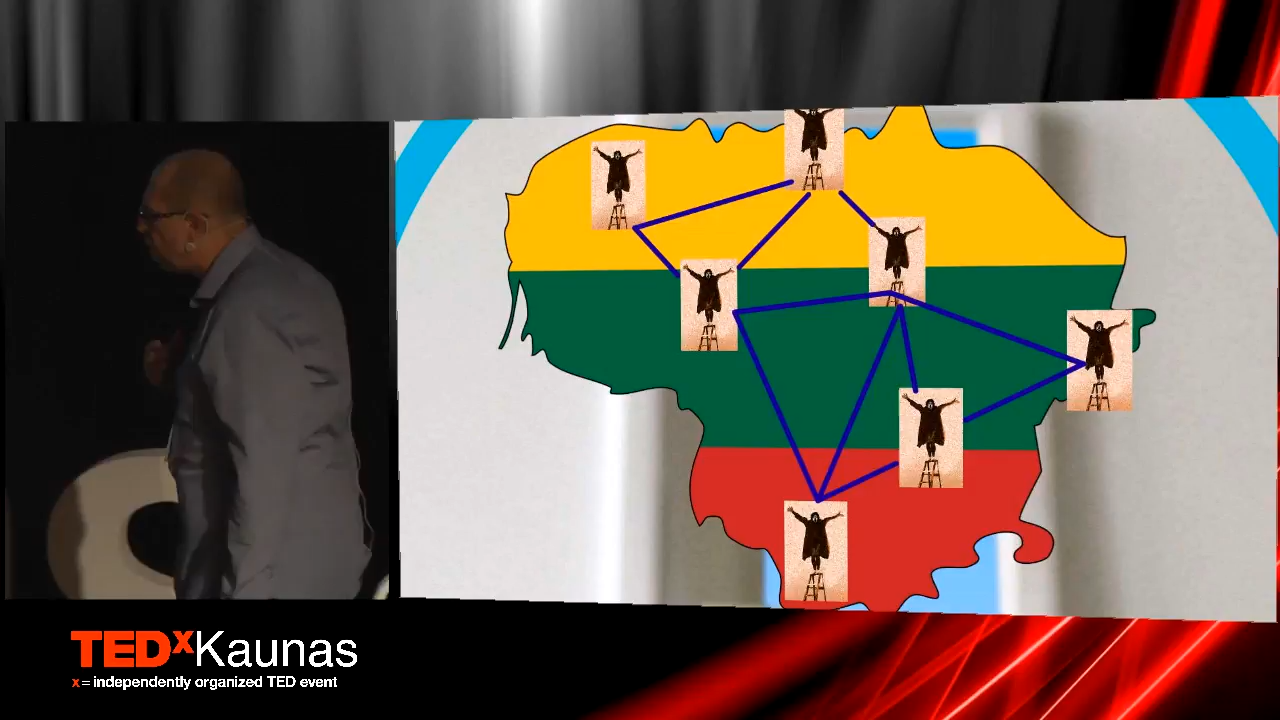 TEDxKaunas
x = independently organized TED event